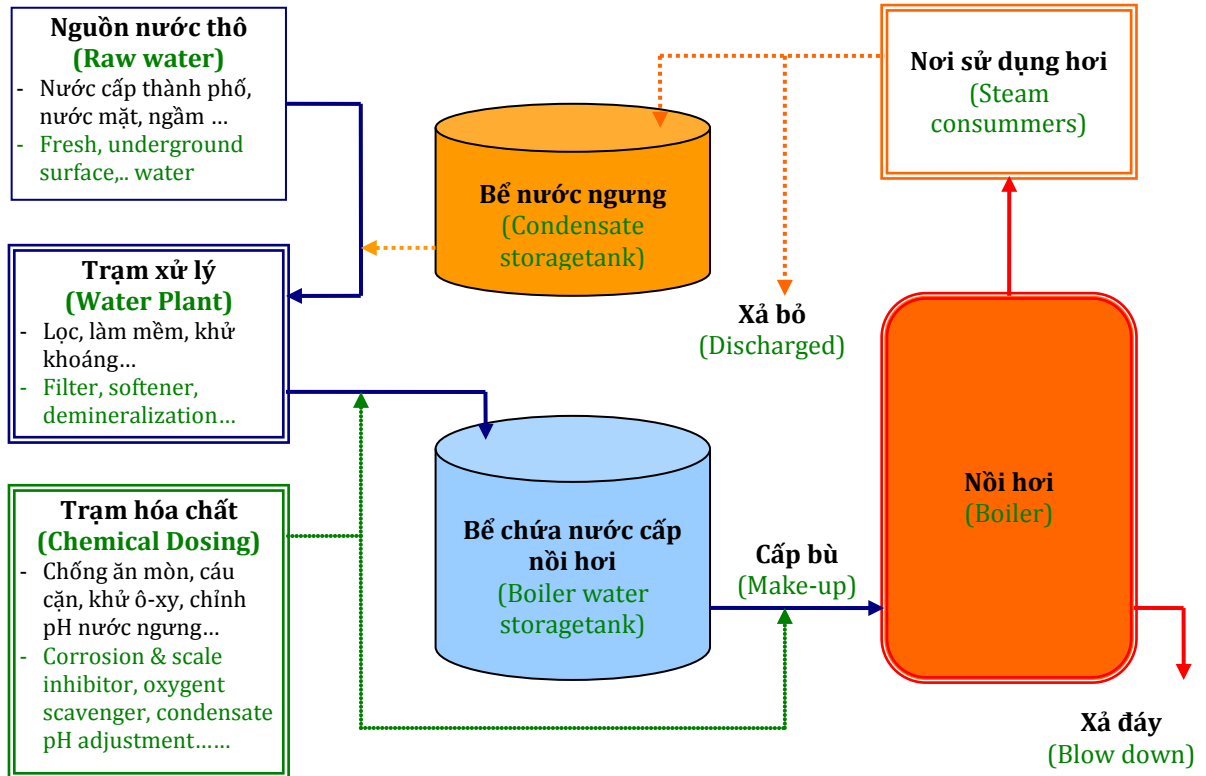 Nguồn nước thô
(Raw water)
- Nước cấp thành phố,
nước mặt, ngầm …
- Fresh, underground
surface,.. water
Trạm xử lý
(Water Plant)
- Lọc, làm mềm, khử
khoáng…
- Filter, softener,
demineralization…
Trạm hóa chất
(Chemical Dosing)
- Chống ăn mòn, cáu
cặn, khử ô-xy, chỉnh
pH nước ngưng…
- Corrosion & scale
inhibitor, oxygent
scavenger, condensate
pH adjustment……
Bể nước ngưng
(Condensate
storagetank)
Xả bỏ
(Discharged)
Bể chứa nước cấp
nồi hơi
(Boiler water
storagetank)
Cấp bù
(Make-up)
Nơi sử dụng hơi
(Steam
consummers)
Nồi hơi
(Boiler)
Xả đáy
(Blow down)